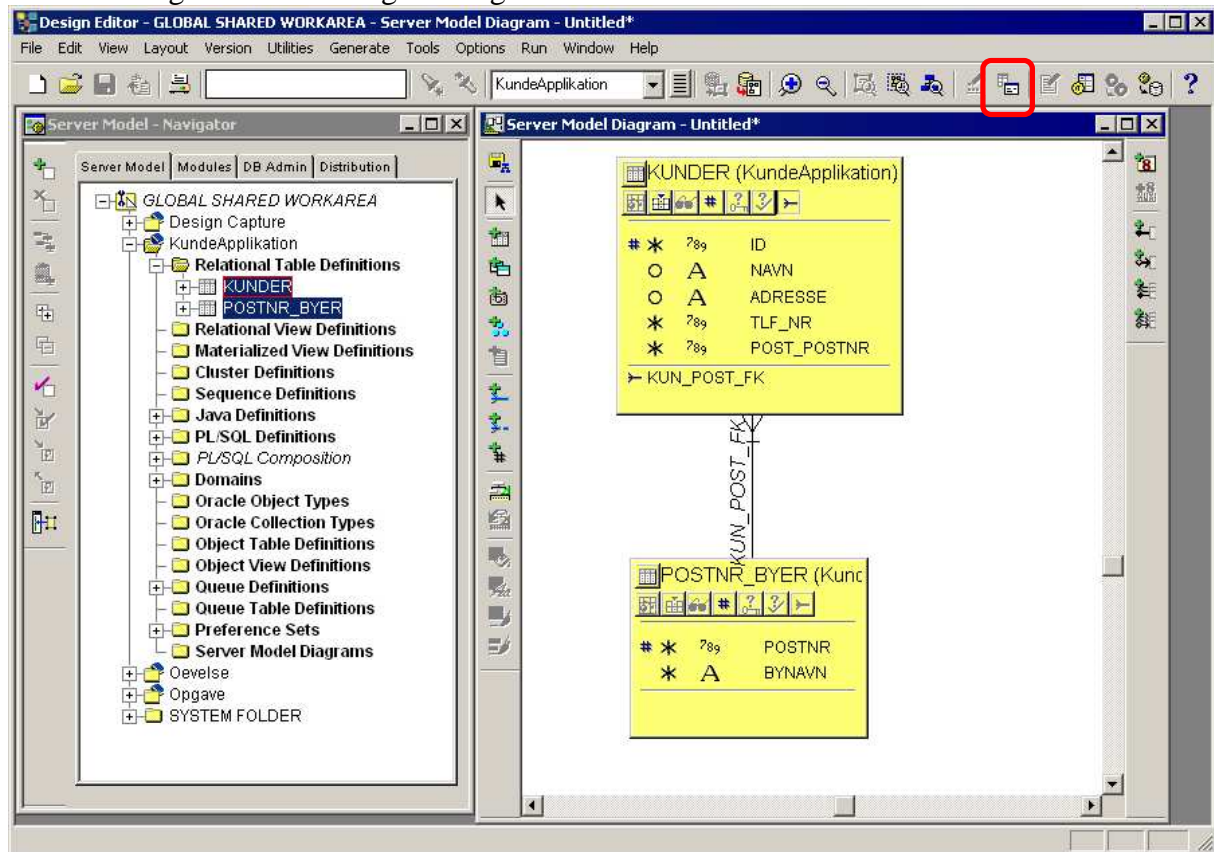 Design Editor - GLOBAL SHARED WORKAREA - Server Model Diagram - Untitled*
File Edit View Layout Version Utilities Generate Tools Options Run Window Help
KundeApplikation
Server Model - Navigator
Server Model Modules DB Admin Distribution
GLOBAL SHARED WORKAREA
Design Capture
KundeApplikation
Relational Table Definitions
KUNDER
POSTNR_BYER
Relational View Definitions
Materialized View Definitions
Cluster Definitions
Sequence Definitions
Java Definitions
PL/SQL Definitions
PL/SQL Composition
Domains
Oracle Object Types
Oracle Collection Types
Object Table Definitions
Object View Definitions
Queue Definitions
Queue Table Definitions
Preference Sets
Server Model Diagrams
Oevelse
Opgave
SYSTEM FOLDER
Server Model Diagram - Untitled*
KUNDER (KundeApplikation)
# * 789 ID
O A NAVN
O A ADRESSE
* 789 TLF_NR
* 789 POST_POSTNR
KUN_POST_FK
KUN_POST_FK
POSTNR_BYER (Kund
# * 789 POSTNR
* A BYNAVN